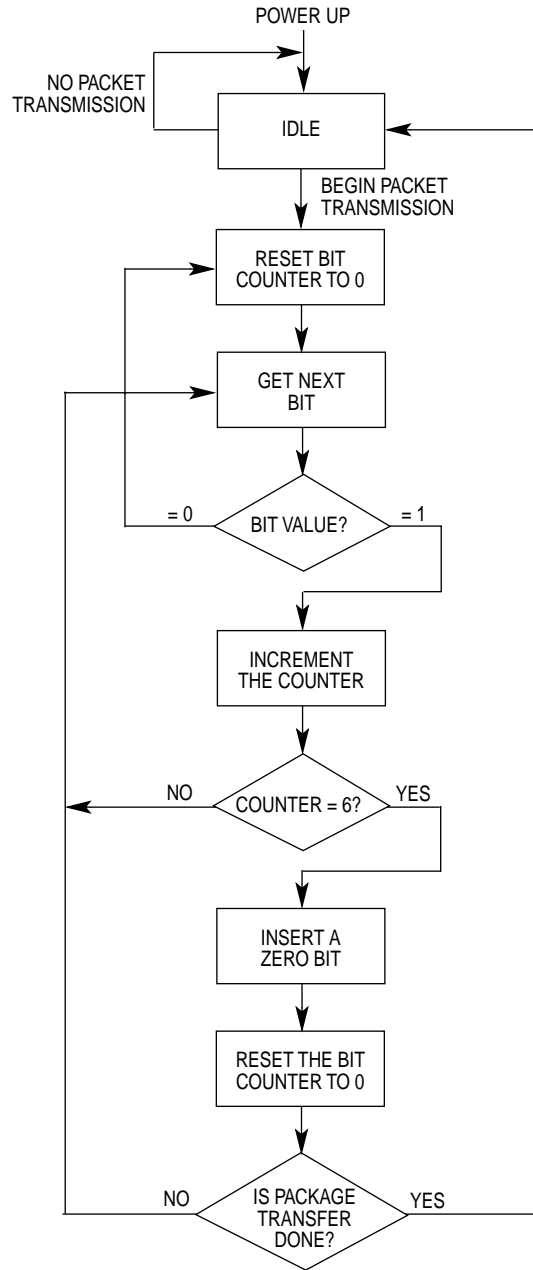 POWER UP
NO PACKET
TRANSMISSION
IDLE
BEGIN PACKET
TRANSMISSION
RESET BIT
COUNTER TO 0
GET NEXT
BIT
= 0
BIT VALUE?
= 1
INCREMENT
THE COUNTER
NO
COUNTER = 6?
YES
INSERT A
ZERO BIT
RESET THE BIT
COUNTER TO 0
NO
IS PACKAGE
TRANSFER
DONE?
YES